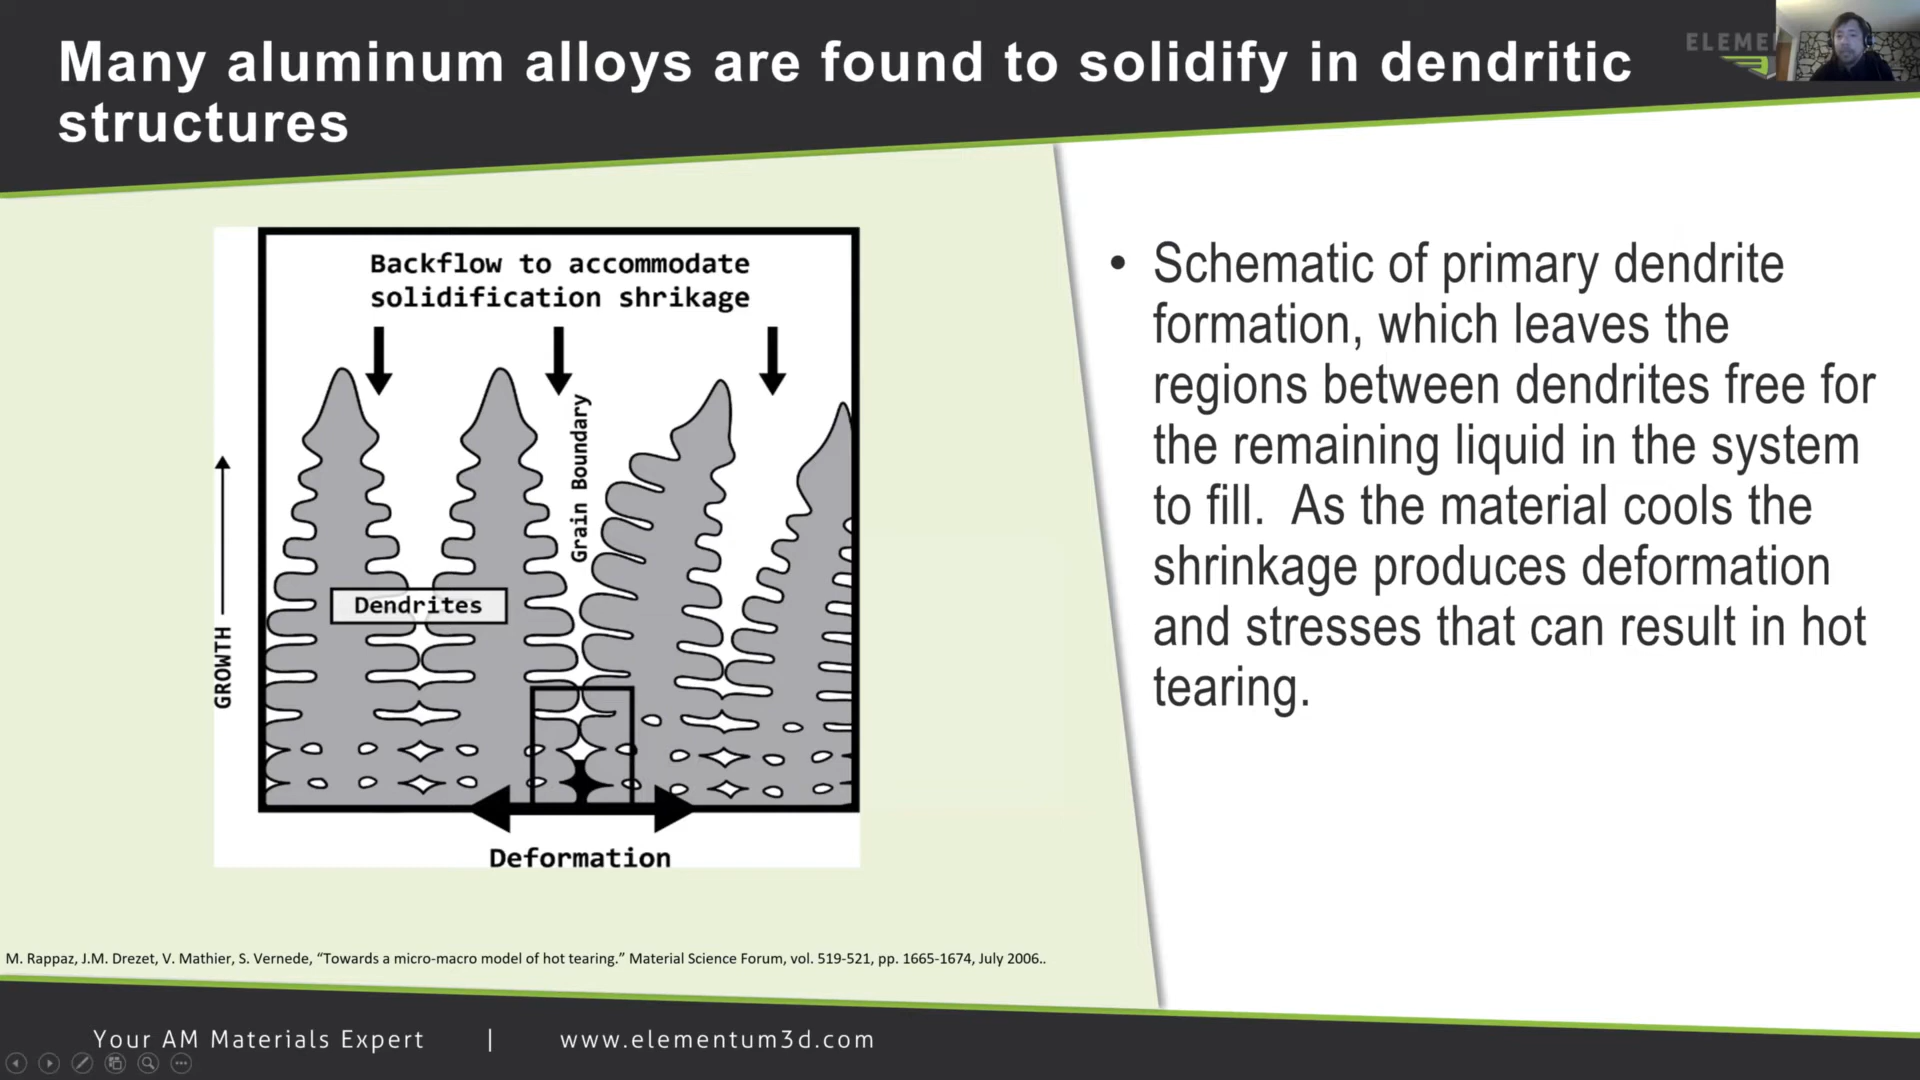 Many aluminum alloys are found to solidify in dendritic
structures
ELEME
Backflow to accommodate
solidification shrikage
Grain Boundary
Dendrites
GROWTH
Deformation
• Schematic of primary dendrite
formation, which leaves the
regions between dendrites free for
the remaining liquid in the system
to fill.  As the material cools the
shrinkage produces deformation
and stresses that can result in hot
tearing.
M. Rappaz, J.M. Drezet, V. Mathier, S. Vernede, “Towards a micro-macro model of hot tearing.” Material Science Forum, vol. 519-521, pp. 1665-1674, July 2006..
Your AM Materials Expert | www.elementum3d.com